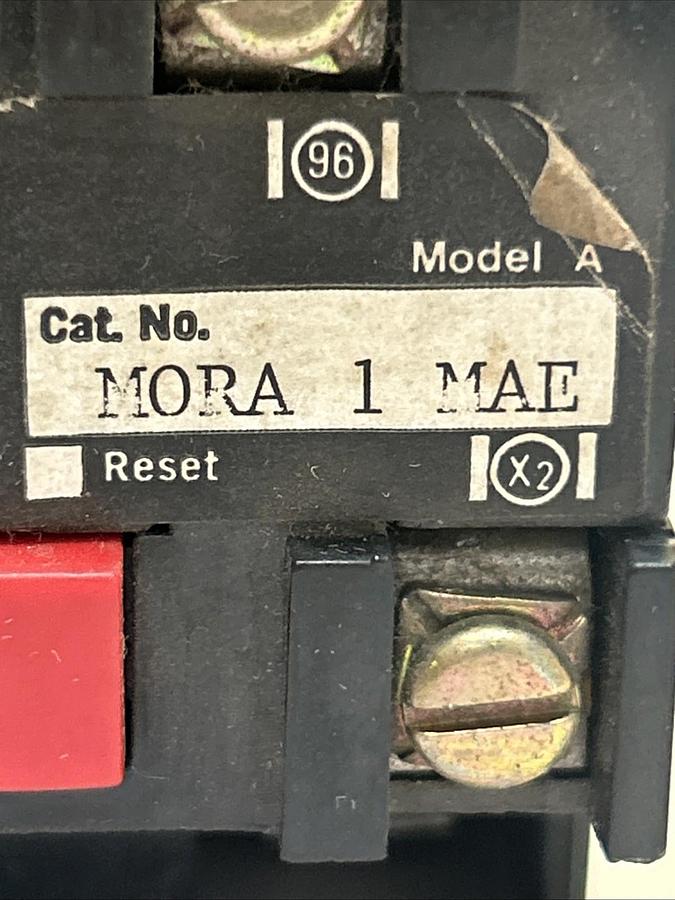 96
Model A
Cat. No.
MORA 1 MAE
Reset
X2